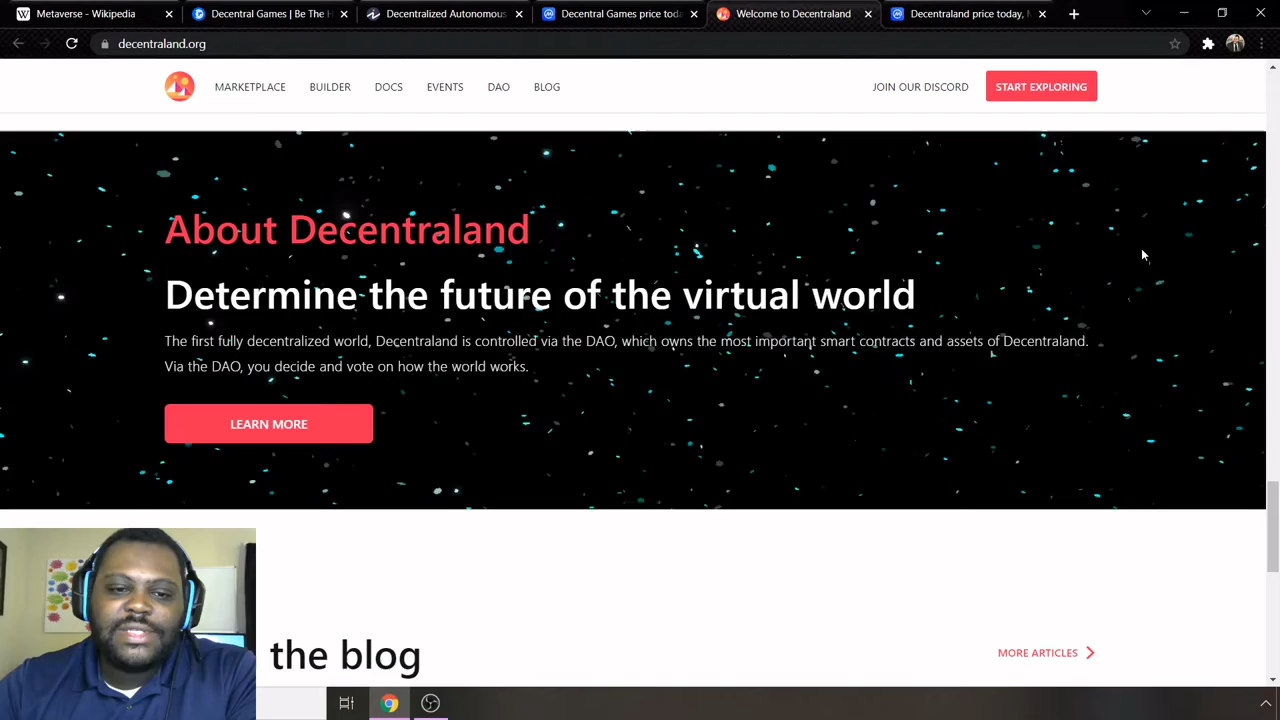 Metaverse - Wikipedia
Decentral Games | Be The H
Decentralized Autonomous
Decentral Games price toda
Welcome to Decentraland
Decentraland price today, M
decentraland.org
MARKETPLACE
BUILDER
DOCS
EVENTS
DAO
BLOG
JOIN OUR DISCORD
START EXPLORING
About Decentraland
Determine the future of the virtual world
The first fully decentralized world, Decentraland is controlled via the DAO, which owns the most important smart contracts and assets of Decentraland.
Via the DAO, you decide and vote on how the world works.
LEARN MORE
the blog
MORE ARTICLES